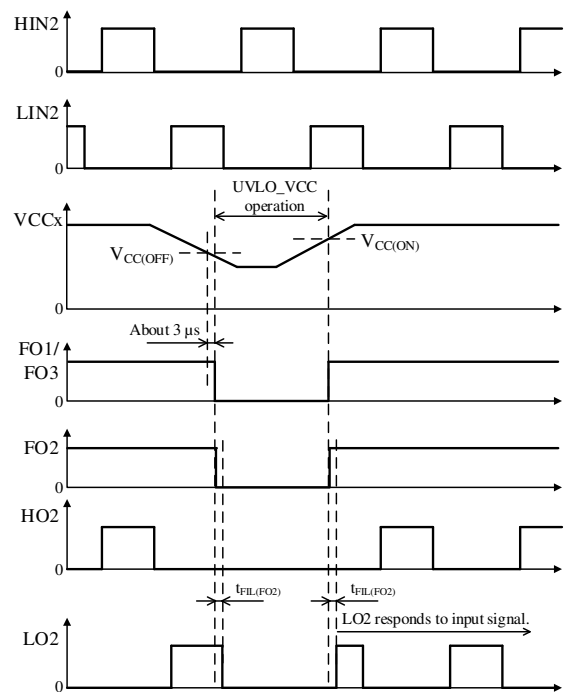 HIN2
0
LIN2
0
UVLO_VCC
operation
VCCx
VCC(OFF)
VCC(ON)
0
About 3 µs
FO1/
FO3
0
FO2
0
HO2
0
tFIL(FO2)
tFIL(FO2)
LO2 responds to input signal.
LO2
0